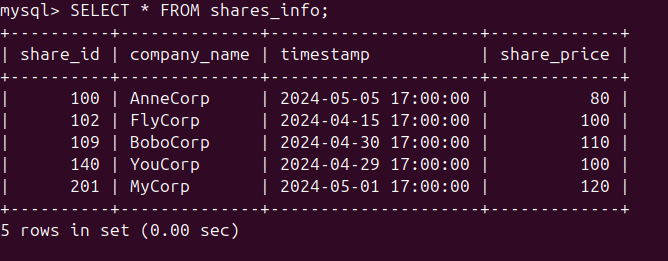 mysql> SELECT * FROM shares_info;
+----------+--------------+---------------------+-------------+
| share_id | company_name | timestamp           | share_price |
+----------+--------------+---------------------+-------------+
|      100 | AnneCorp     | 2024-05-05 17:00:00 |          80 |
|      102 | FlyCorp      | 2024-04-15 17:00:00 |         100 |
|      109 | BoboCorp     | 2024-04-30 17:00:00 |         110 |
|      140 | YouCorp      | 2024-04-29 17:00:00 |         100 |
|      201 | MyCorp       | 2024-05-01 17:00:00 |         120 |
+----------+--------------+---------------------+-------------+
5 rows in set (0.00 sec)